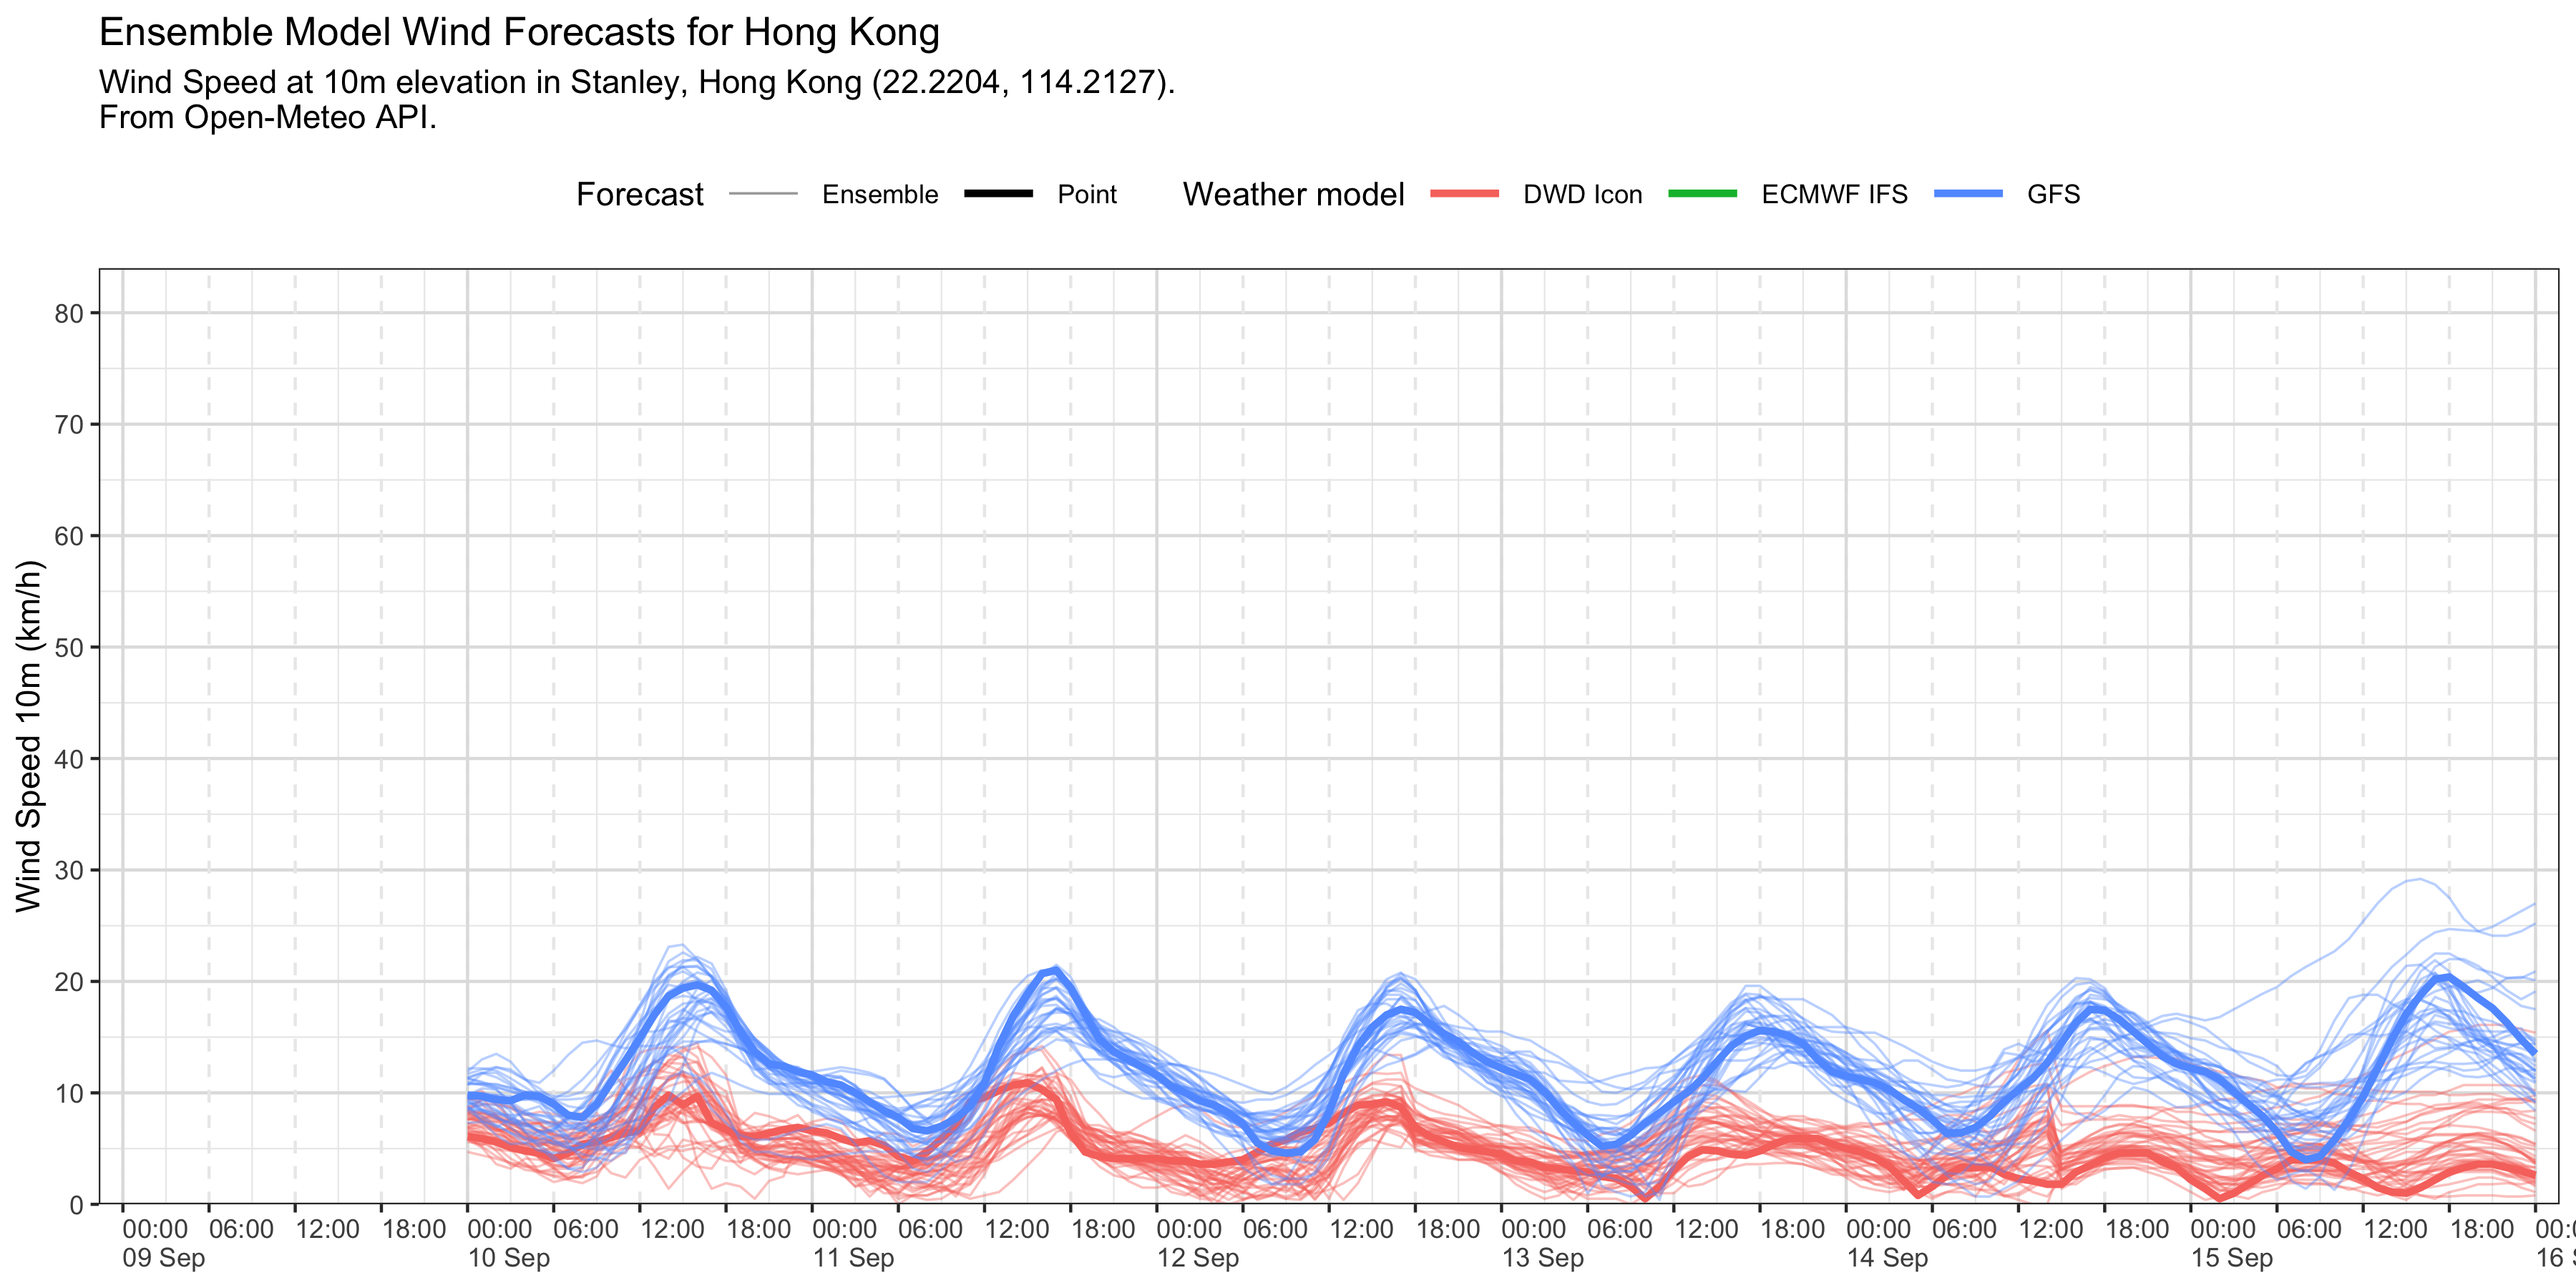 Ensemble Model Wind Forecasts for Hong Kong
Wind Speed at 10m elevation in Stanley, Hong Kong (22.2204, 114.2127).
From Open-Meteo API.
Forecast Ensemble Point Weather model DWD Icon ECMWF IFS GFS
Wind Speed 10m (km/h)
80
70
60
50
40
30
20
10
0
00:00 06:00 12:00 18:00 00:00 06:00 12:00 18:00 00:00 06:00 12:00 18:00 00:00 06:00 12:00 18:00 00:00 06:00 12:00 18:00 00:00 06:00 12:00 18:00 00:00 06:00 12:00 18:00
09 Sep 10 Sep 11 Sep 12 Sep 13 Sep 14 Sep 15 Sep 16